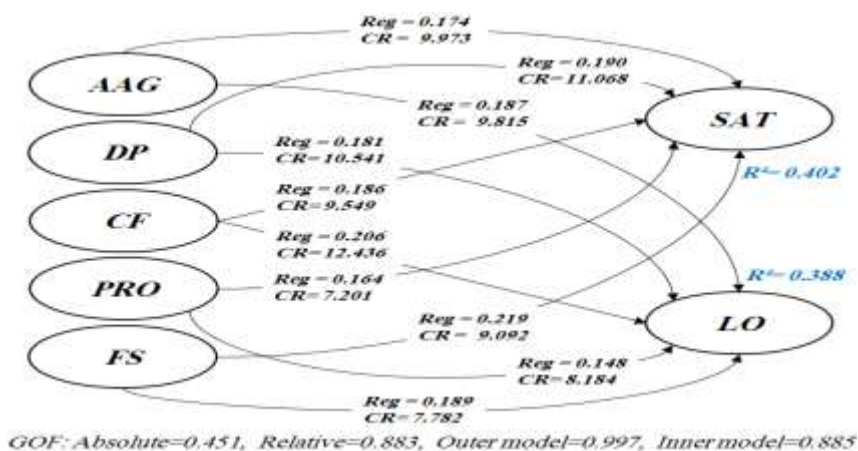 Reg = 0.174
CR = 9.973
Reg = 0.190
CR=11.068
AAG
Reg = 0.187
CR = 9.815
SAT
DP
Reg = 0.181
CR=10.541
R²=0.402
Reg = 0.186
CR=9.549
CF
Reg = 0.206
CR=12.436
PRO
Reg = 0.164
CR=7.201
R²=0.388
Reg = 0.219
CR = 9.092
LO
FS
Reg = 0.148
CR=8.184
Reg = 0.189
CR=7.782
GOF: Absolute=0.451, Relative=0.883, Outer model=0.997, Inner model=0.885